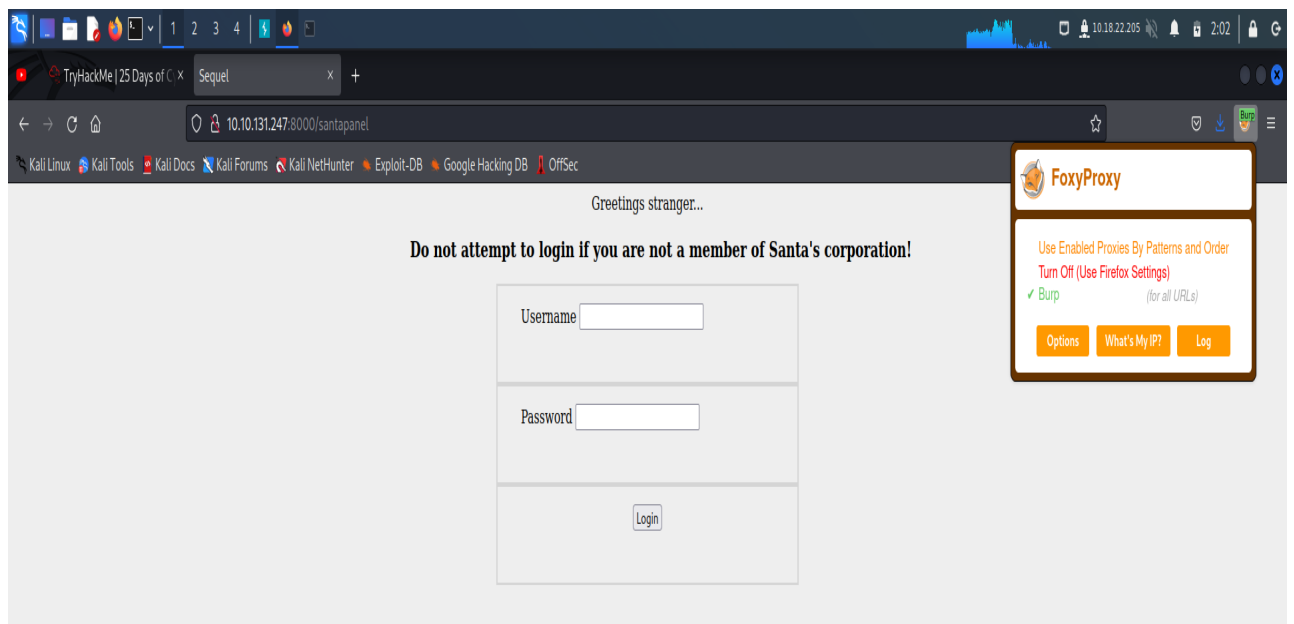 1 2 3 4 10.18.22.205 2:02
TryHackMe | 25 Days of C Sequel
10.10.131.247:8000/santapanel Burp
Kali Linux Kali Tools Kali Docs Kali Forums Kali NetHunter Exploit-DB Google Hacking DB OffSec
FoxyProxy
Use Enabled Proxies By Patterns and Order
Turn Off (Use Firefox Settings)
✓ Burp (for all URLs)
Options What's My IP? Log
Greetings stranger...
Do not attempt to login if you are not a member of Santa's corporation!
Username
Password
Login